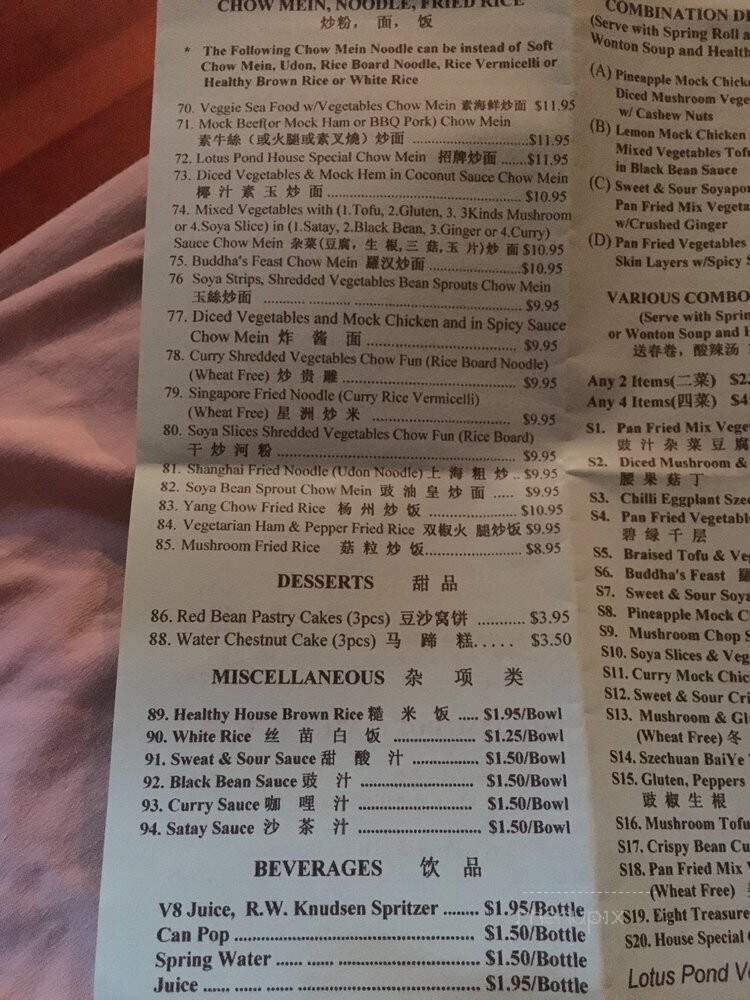 CHOW MEIN, NOODLE, FRIED RICE
炒粉, 面, 饭
* The Following Chow Mein Noodle can be instead of Soft
Chow Mein, Udon, Rice Board Noodle, Rice Vermicelli or
Healthy Brown Rice or White Rice
70. Veggie Sea Food w/Vegetables Chow Mein 素海鲜炒面 $11.95
71. Mock Beef(or Mock Ham or BBQ Pork) Chow Mein
素牛絲（或火腿或素叉燒）炒面 ........................$11.95
72. Lotus Pond House Special Chow Mein 招牌炒面 ......$11.95
73. Diced Vegetables & Mock Hem in Coconut Sauce Chow Mein
椰汁素玉炒面 ........................ $10.95
74. Mixed Vegetables with (1.Tofu, 2.Gluten, 3. 3Kinds Mushroom
or 4.Soya Slice) in (1.Satay, 2.Black Bean, 3.Ginger or 4.Curry)
Sauce Chow Mein 杂菜(豆腐, 生根,三菇,玉片)炒面 $10.95
75. Buddha's Feast Chow Mein 羅汉炒面 ..................$10.95
76 Soya Strips, Shredded Vegetables Bean Sprouts Chow Mein
玉絲炒面 ........................ $9.95
77. Diced Vegetables and Mock Chicken and in Spicy Sauce
Chow Mein 炸酱面 ........................ $9.95
78. Curry Shredded Vegetables Chow Fun (Rice Board Noodle)
(Wheat Free) 炒贵雕 ........................ $9.95
79. Singapore Fried Noodle (Curry Rice Vermicelli)
(Wheat Free) 星洲炒米 ........................ $9.95
80. Soya Slices Shredded Vegetables Chow Fun (Rice Board)
干炒河粉 ........................ $9.95
81. Shanghai Fried Noodle (Udon Noodle) 上海粗炒 .. $9.95
82. Soya Bean Sprout Chow Mein 豉油皇炒面 ..... $9.95
83. Yang Chow Fried Rice 杨州炒饭 ........................ $10.95
84. Vegetarian Ham & Pepper Fried Rice 双椒火腿炒饭 $9.95
85. Mushroom Fried Rice 菇粒炒饭........................ $8.95
DESSERTS 甜品
86. Red Bean Pastry Cakes (3pcs) 豆沙窝饼 ........... $3.95
88. Water Chestnut Cake (3pcs) 马蹄糕..... $3.50
MISCELLANEOUS 杂项类
89. Healthy House Brown Rice 糙米饭 ..... $1.95/Bowl
90. White Rice 丝苗白饭 .................. $1.25/Bowl
91. Sweat & Sour Sauce 甜酸汁 ................ $1.50/Bowl
92. Black Bean Sauce 豉汁 ........................ $1.50/Bowl
93. Curry Sauce 咖哩汁 ........................ $1.50/Bowl
94. Satay Sauce 沙茶汁 ........................ $1.50/Bowl
BEVERAGES 饮品
V8 Juice, R.W. Knudsen Spritzer ........ $1.95/Bottle
Can Pop ........................ $1.50/Bottle
Spring Water ........................ $1.50/Bottle
Juice ........................ $1.95/Bottle
COMBINATION
(Serve with Spring Roll
Wonton Soup and
(A) Pineapple Mock
Diced Mushroom
w/ Cashew Nuts
(B) Lemon Mock Chicken
Mixed Vegetables
in Black Bean Sauce
(C) Sweet & Sour
Pan Fried Mix
w/Crushed Ginger
(D) Pan Fried Vegetables
Skin Layers w/Spicy
VARIOUS
(Serve with
or Wonton Soup and
送春卷, 酸辣汤
Any 2 Items(二菜)
Any 4 Items(四菜)
S1. Pan Fried Mix
豉汁杂菜豆腐
S2. Diced Mushroom &
腰果菇丁
S3. Chilli Eggplant
S4. Pan Fried
碧绿千层
S5. Braised Tofu &
S6. Buddha's Feast
S7. Sweet & Sour
S8. Pineapple Mock
S9. Mushroom Chop
S10. Soya Slices &
S11. Curry Mock
S12. Sweet & Sour
S13. Mushroom &
(Wheat Free) 冬
S14. Szechuan BaiYe
S15. Gluten, Peppers
豉椒生根
S16. Mushroom
S17. Crispy Bean
S18. Pan Fried Mix
(Wheat Free)
S19. Eight Treasure
S20. House Special
Lotus Pond